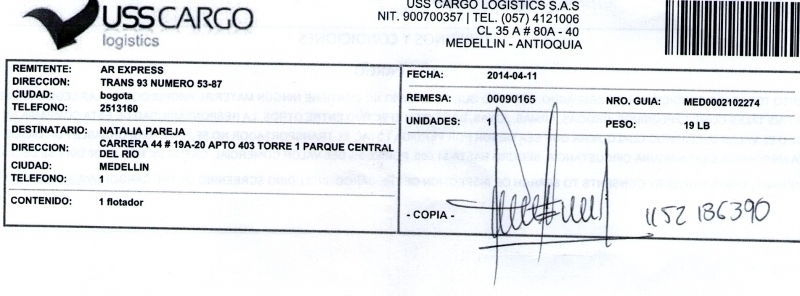 USSCARGO
logistics
USS CARGO LOGISTICS S.A.S
NIT. 900700357 | TEL. (057) 4121006
CL 35 A # 80A - 40
MEDELLIN - ANTIOQUIA
REMITENTE: AR EXPRESS
DIRECCION: TRANS 93 NUMERO 53-87
CIUDAD: bogota
TELEFONO: 2513160
DESTINATARIO: NATALIA PAREJA
DIRECCION: CARRERA 44 # 19A-20 APTO 403 TORRE 1 PARQUE CENTRAL
DEL RIO
CIUDAD: MEDELLIN
TELEFONO: 1
CONTENIDO: 1 flotador
FECHA: 2014-04-11
REMESA: 00090165 NRO. GUIA: MED0002102274
UNIDADES: 1 PESO: 19 LB
- COPIA -
1152 186390